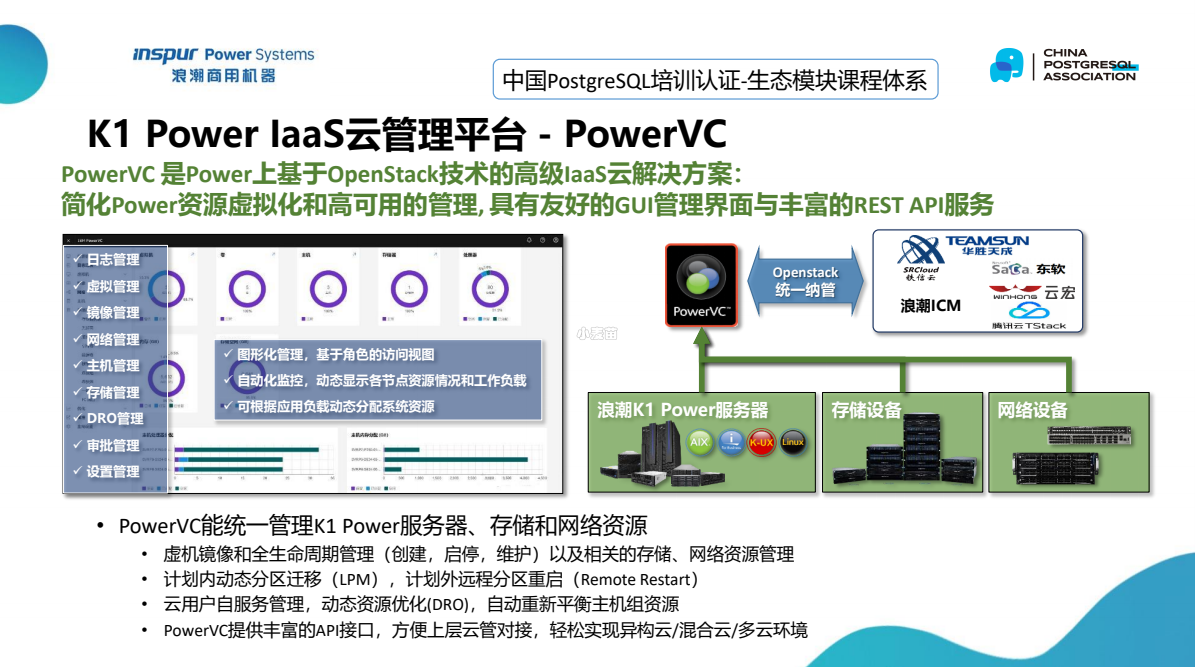 inspur Power Systems
浪潮商用机器
中国PostgreSQL培训认证-生态模块课程体系
CHINA
POSTGRESQL
ASSOCIATION
K1 Power IaaS云管理平台 - PowerVC
PowerVC 是Power上基于OpenStack技术的高级IaaS云解决方案：
简化Power资源虚拟化和高可用的管理, 具有友好的GUI管理界面与丰富的REST API服务
✓ 日志管理
✓ 虚拟管理
✓ 镜像管理
✓ 网络管理
✓ 主机管理
✓ 存储管理
✓ DRO管理
✓ 审批管理
✓ 设置管理
✓ 图形化管理，基于角色的访问视图
✓ 自动化监控，动态显示各节点资源情况和工作负载
✓ 可根据应用负载动态分配系统资源
PowerVC™
Openstack
统一纳管
TEAMSUN
华胜天成
SRCloud
铁信云
SaCa. 东软
浪潮ICM
WINHONG 云宏
腾讯云TStack
浪潮K1 Power服务器
AIX
i
K-UX
Linux
存储设备
网络设备
• PowerVC能统一管理K1 Power服务器、存储和网络资源
• 虚机镜像和全生命周期管理（创建，启停，维护）以及相关的存储、网络资源管理
• 计划内动态分区迁移（LPM），计划外远程分区重启（Remote Restart）
• 云用户自服务管理，动态资源优化(DRO)，自动重新平衡主机组资源
• PowerVC提供丰富的API接口，方便上层云管对接，轻松实现异构云/混合云/多云环境